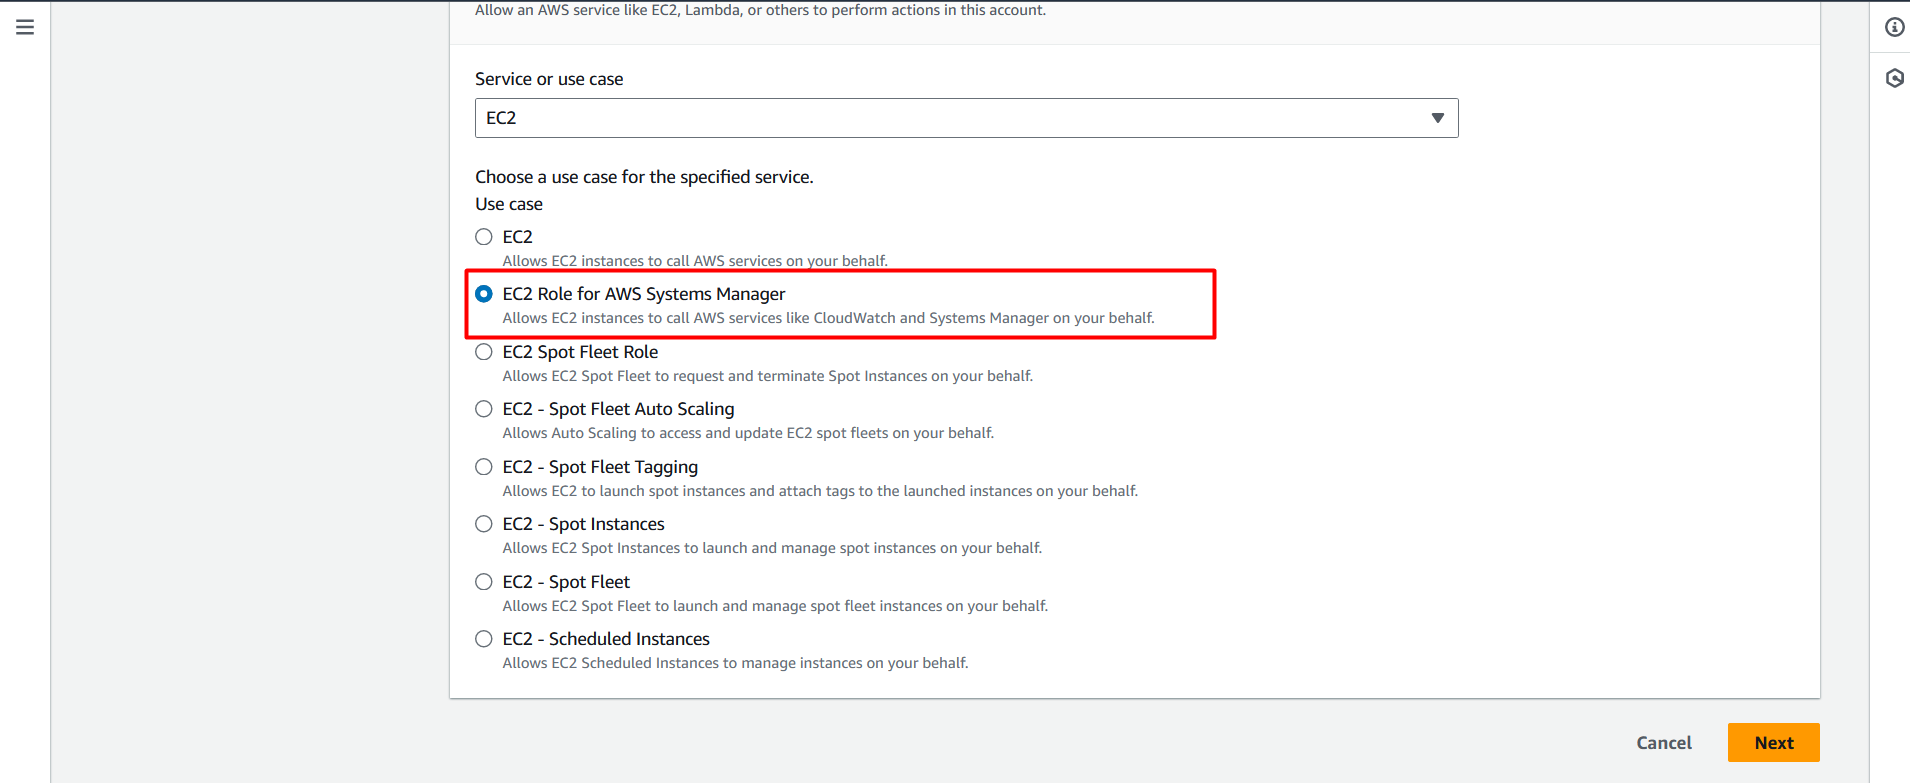 Allow an AWS service like EC2, Lambda, or others to perform actions in this account.
Service or use case
EC2
Choose a use case for the specified service.
Use case
EC2
Allows EC2 instances to call AWS services on your behalf.
EC2 Role for AWS Systems Manager
Allows EC2 instances to call AWS services like CloudWatch and Systems Manager on your behalf.
EC2 Spot Fleet Role
Allows EC2 Spot Fleet to request and terminate Spot Instances on your behalf.
EC2 - Spot Fleet Auto Scaling
Allows Auto Scaling to access and update EC2 spot fleets on your behalf.
EC2 - Spot Fleet Tagging
Allows EC2 to launch spot instances and attach tags to the launched instances on your behalf.
EC2 - Spot Instances
Allows EC2 Spot Instances to launch and manage spot instances on your behalf.
EC2 - Spot Fleet
Allows EC2 Spot Fleet to launch and manage spot fleet instances on your behalf.
EC2 - Scheduled Instances
Allows EC2 Scheduled Instances to manage instances on your behalf.
Cancel Next